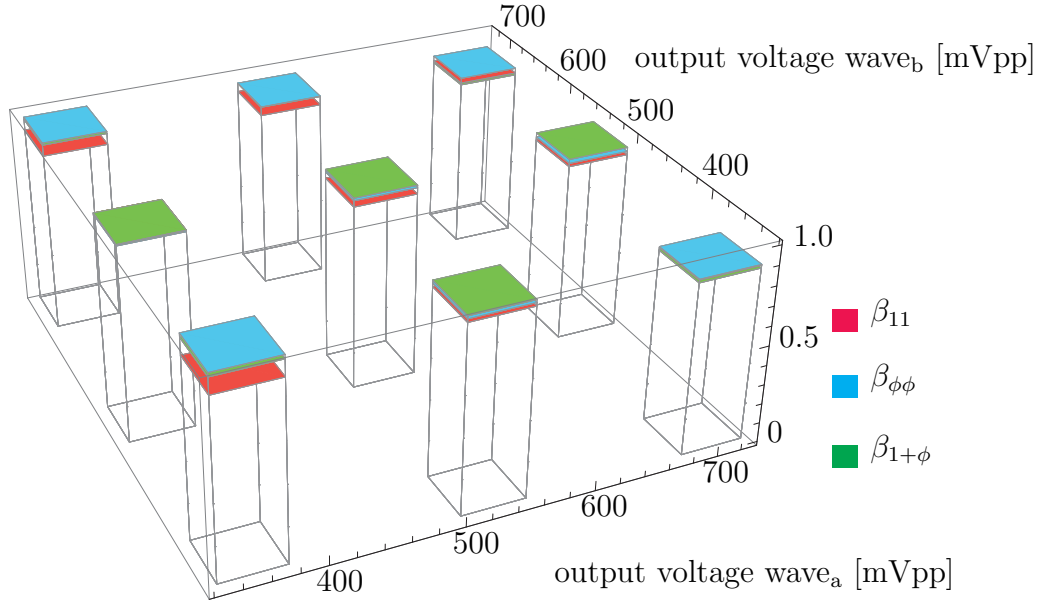 700
600
output voltage wave_b [mVpp]
500
400
1.0
β_11
0.5
β_ϕϕ
0
β_1+ϕ
700
600
500
400
output voltage wave_a [mVpp]